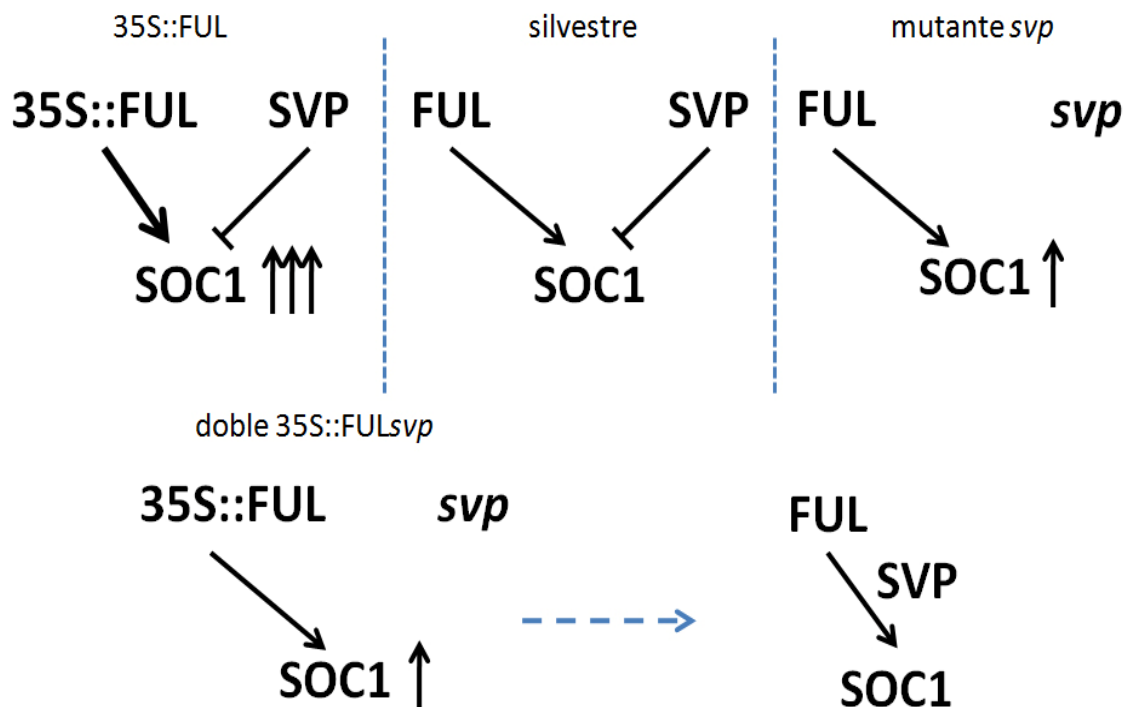 35S::FUL silvestre mutante svp
35S::FUL SVP FUL SVP FUL svp
SOC1 SOC1 SOC1
doble 35S::FULsvp
35S::FUL svp FUL
SVP
SOC1 SOC1